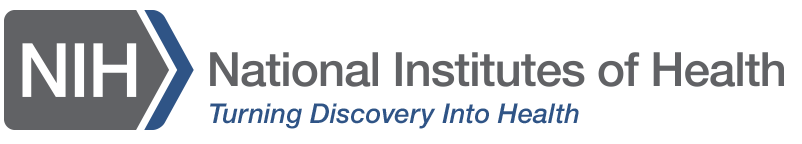 NIH National Institutes of Health
Turning Discovery Into Health